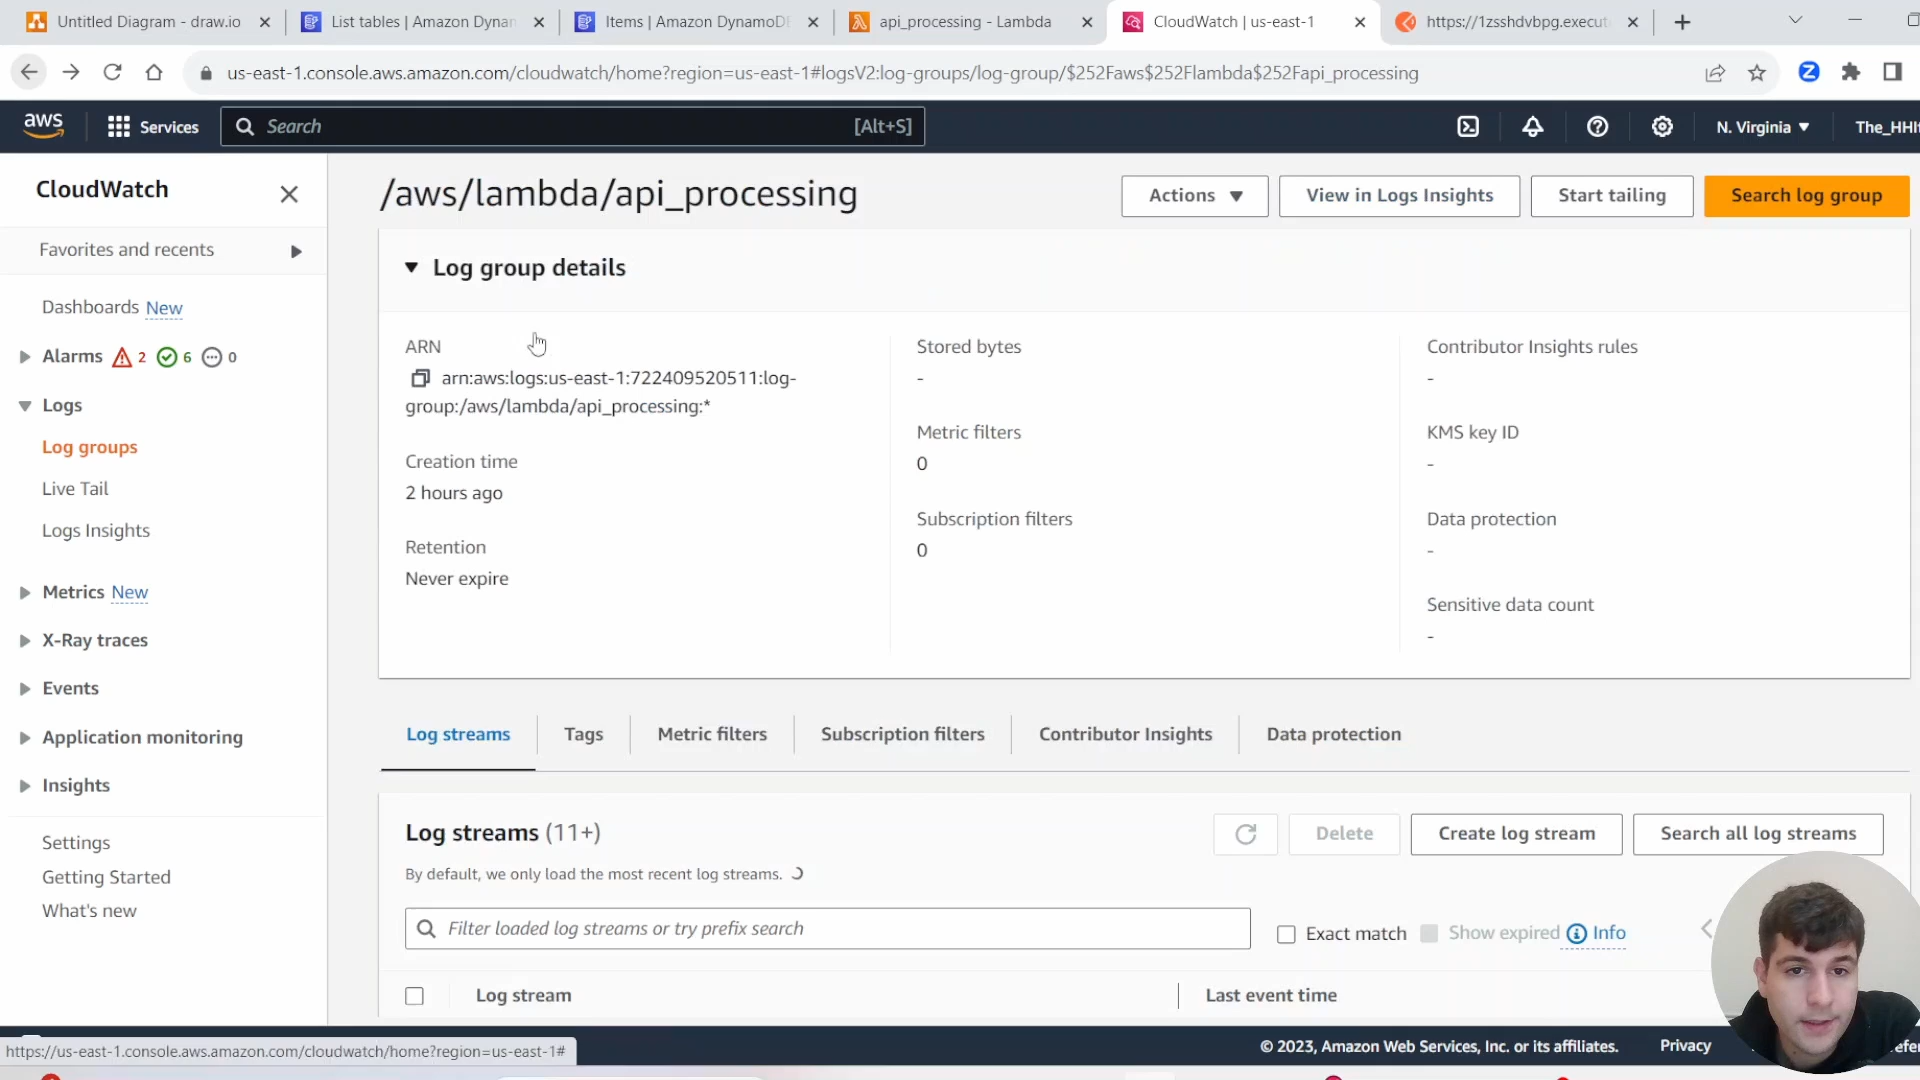 Untitled Diagram - draw.io
List tables | Amazon Dynam
Items | Amazon DynamoDB
api_processing - Lambda
CloudWatch | us-east-1
https://1zsshdvbpg.execut
us-east-1.console.aws.amazon.com/cloudwatch/home?region=us-east-1#logsV2:log-groups/log-group/$252Faws$252Flambda$252Fapi_processing
aws
Services
Search
[Alt+S]
N. Virginia
The_HHI
CloudWatch
Favorites and recents
Dashboards New
Alarms 2 6 0
Logs
Log groups
Live Tail
Logs Insights
Metrics New
X-Ray traces
Events
Application monitoring
Insights
Settings
Getting Started
What's new
/aws/lambda/api_processing
Actions
View in Logs Insights
Start tailing
Search log group
Log group details
ARN
arn:aws:logs:us-east-1:722409520511:log-
group:/aws/lambda/api_processing:*
Creation time
2 hours ago
Retention
Never expire
Stored bytes
-
Metric filters
0
Subscription filters
0
Contributor Insights rules
-
KMS key ID
-
Data protection
-
Sensitive data count
-
Log streams
Tags
Metric filters
Subscription filters
Contributor Insights
Data protection
Log streams (11+)
Delete
Create log stream
Search all log streams
By default, we only load the most recent log streams.
Filter loaded log streams or try prefix search
Exact match
Show expired
Info
Log stream
Last event time
https://us-east-1.console.aws.amazon.com/cloudwatch/home?region=us-east-1#
© 2023, Amazon Web Services, Inc. or its affiliates.
Privacy